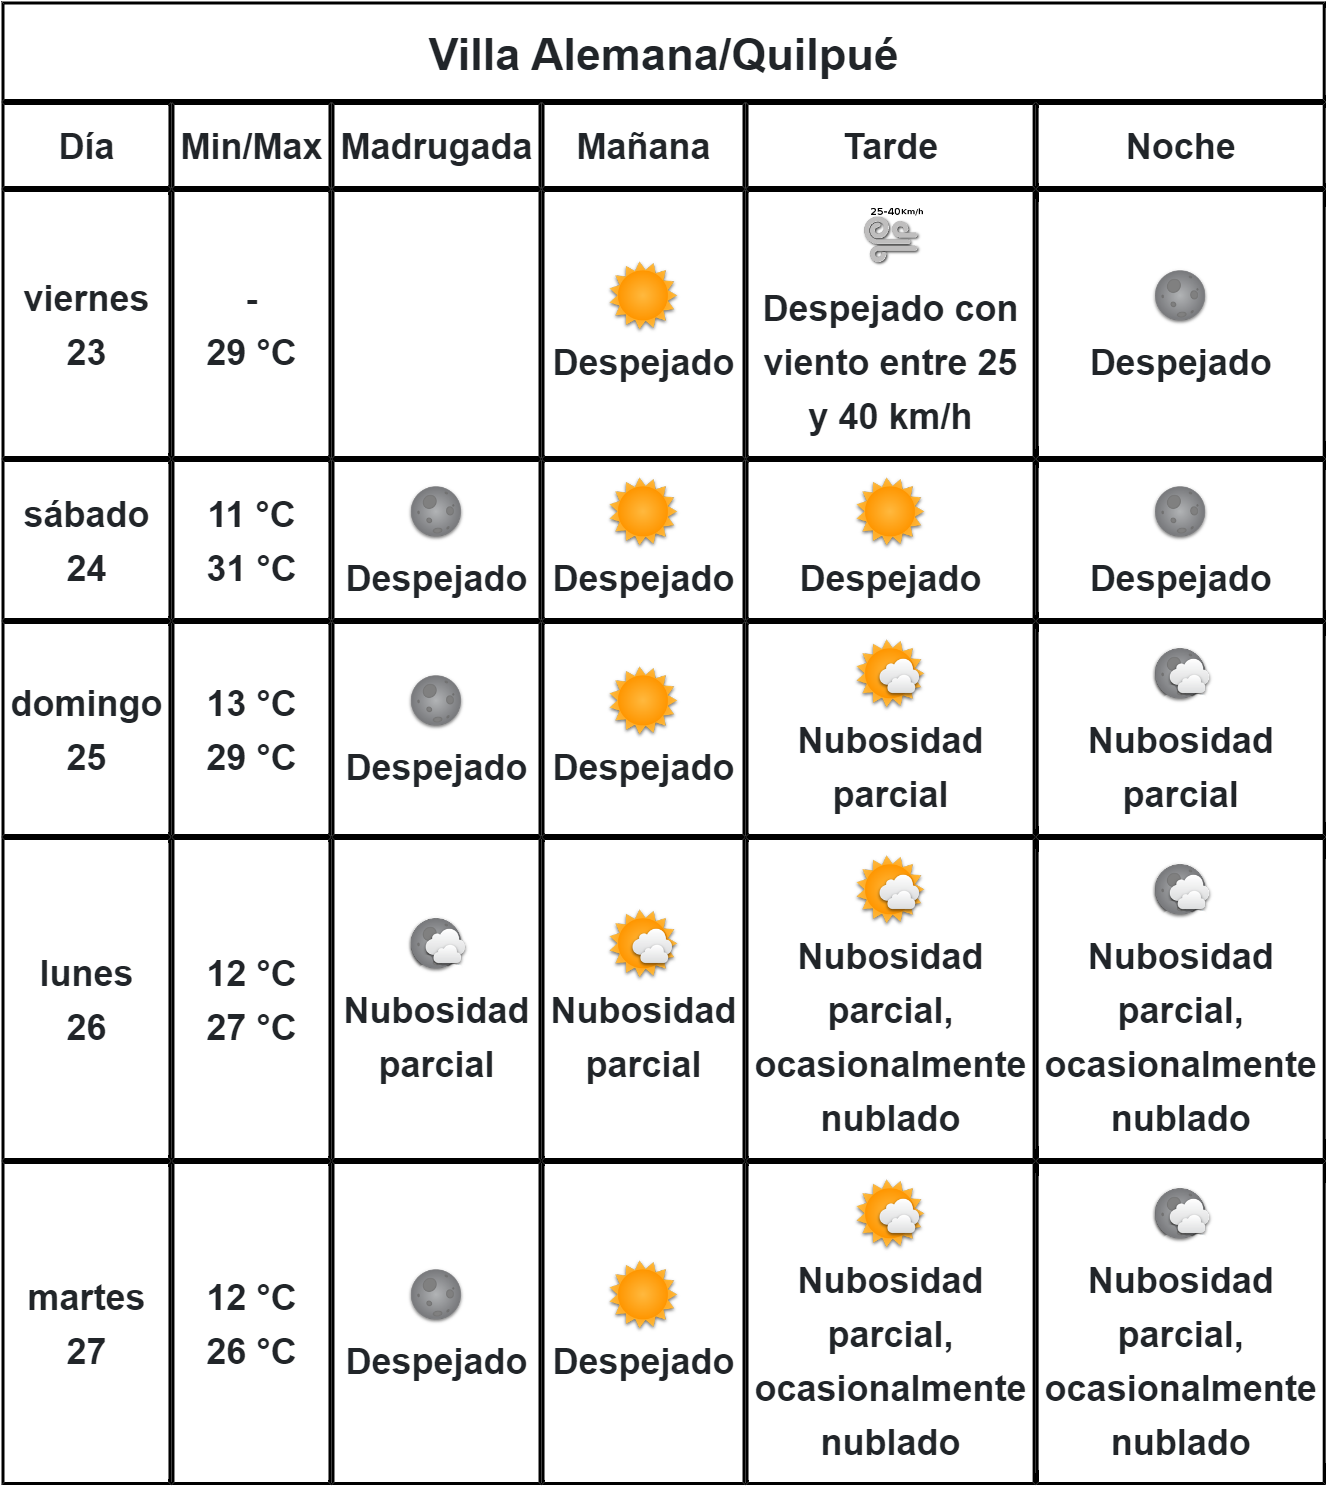 Villa Alemana/Quilpué
Día Min/Max Madrugada Mañana Tarde Noche
viernes
23
-
29 °C
Despejado
25-40Km/h
Despejado con
viento entre 25
y 40 km/h
Despejado
sábado
24
11 °C
31 °C
Despejado
Despejado
Despejado
Despejado
domingo
25
13 °C
29 °C
Despejado
Despejado
Nubosidad
parcial
Nubosidad
parcial
lunes
26
12 °C
27 °C
Nubosidad
parcial
Nubosidad
parcial
Nubosidad
parcial,
ocasionalmente
nublado
Nubosidad
parcial,
ocasionalmente
nublado
martes
27
12 °C
26 °C
Despejado
Despejado
Nubosidad
parcial,
ocasionalmente
nublado
Nubosidad
parcial,
ocasionalmente
nublado